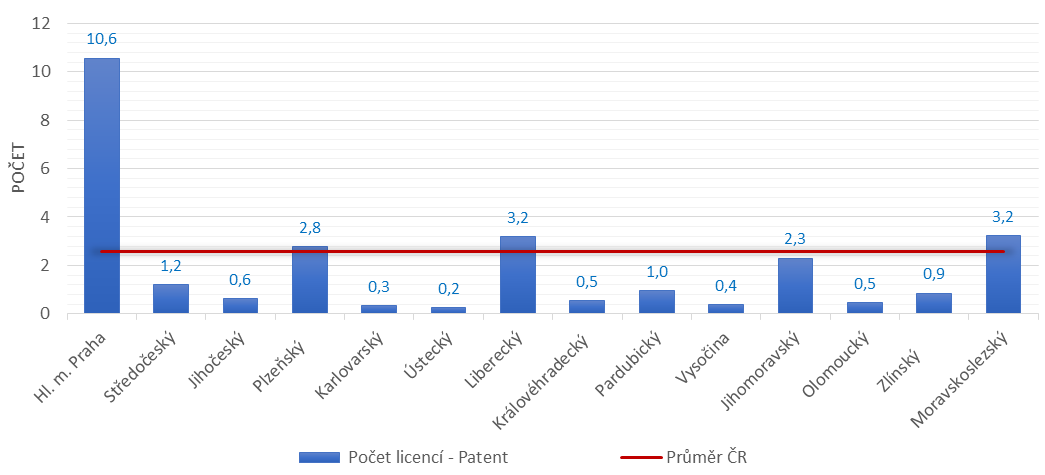 POČET
12
10
8
6
4
2
0
10,6
1,2
0,6
2,8
0,3
0,2
3,2
0,5
1,0
0,4
2,3
0,5
0,9
3,2
Hl. m. Praha
Středočeský
Jihočeský
Plzeňský
Karlovarský
Ústecký
Liberecký
Královéhradecký
Pardubický
Vysočina
Jihomoravský
Olomoucký
Zlínský
Moravskoslezský
Počet licencí - Patent
Průměr ČR